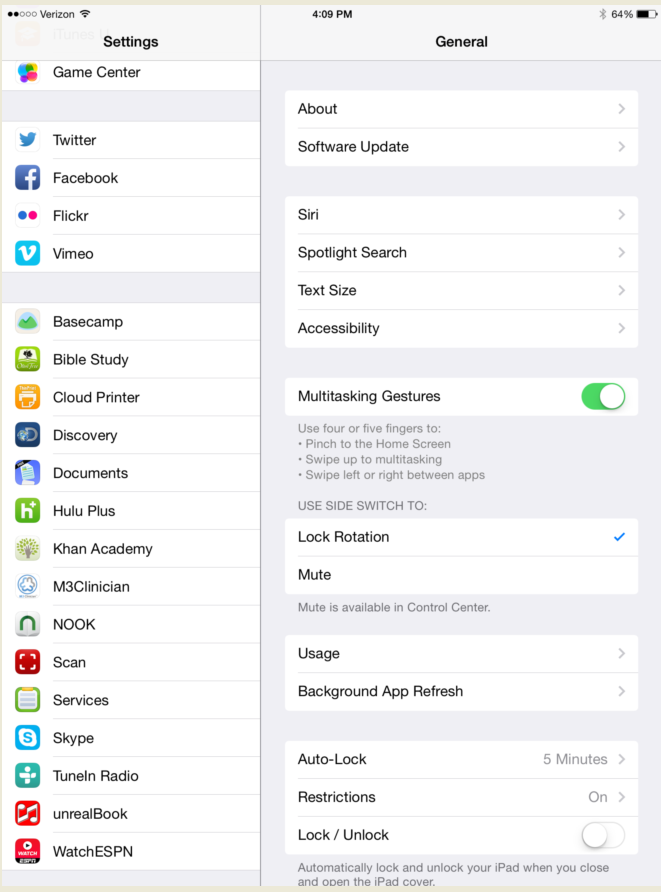 Verizon
4:09 PM
64%
Settings
General
Game Center
Twitter
Facebook
Flickr
Vimeo
Basecamp
Bible Study
Cloud Printer
Discovery
Documents
Hulu Plus
Khan Academy
M3Clinician
NOOK
Scan
Services
Skype
TuneIn Radio
unrealBook
WATCH
ESPN
WatchESPN
About
Software Update
Siri
Spotlight Search
Text Size
Accessibility
Multitasking Gestures
Use four or five fingers to:
• Pinch to the Home Screen
• Swipe up to multitasking
• Swipe left or right between apps
USE SIDE SWITCH TO:
Lock Rotation
Mute
Mute is available in Control Center.
Usage
Background App Refresh
Auto-Lock 5 Minutes
Restrictions On
Lock / Unlock
Automatically lock and unlock your iPad when you close
and open the iPad cover.